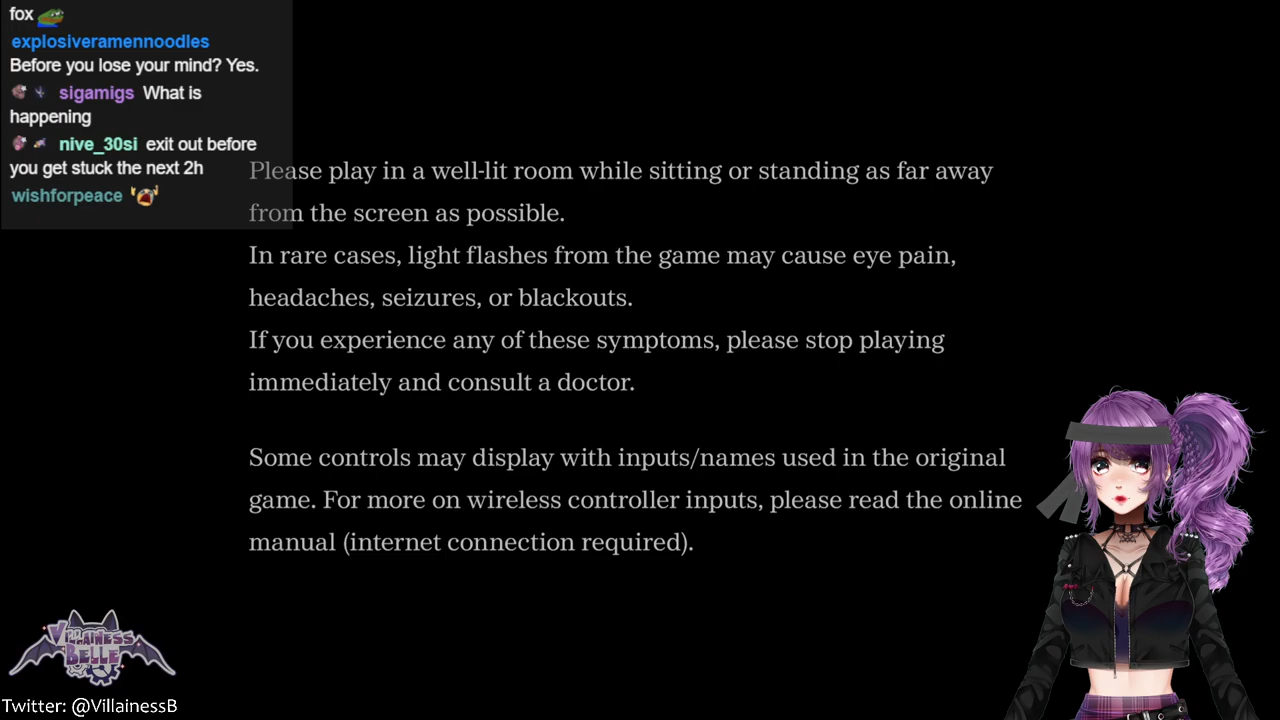 fox
explosiveramennoodles
Before you lose your mind? Yes.
sigamigs What is
happening
nive_30si exit out before
you get stuck the next 2h
wishforpeace
Please play in a well-lit room while sitting or standing as far away
from the screen as possible.
In rare cases, light flashes from the game may cause eye pain,
headaches, seizures, or blackouts.
If you experience any of these symptoms, please stop playing
immediately and consult a doctor.
Some controls may display with inputs/names used in the original
game. For more on wireless controller inputs, please read the online
manual (internet connection required).
VILLAINESS
BELLE
Twitter: @VillainessB